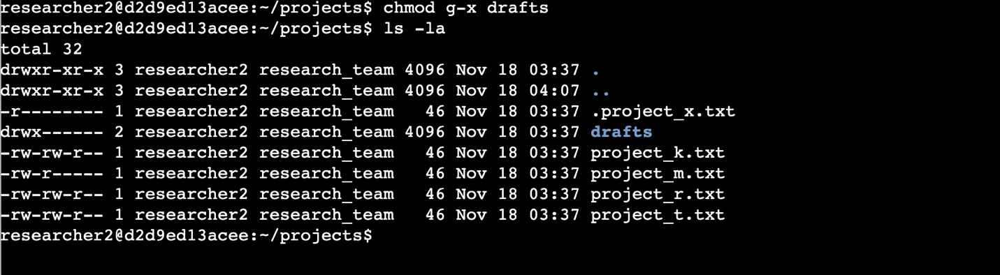 researcher2@d2d9ed13acee:~/projects$ chmod g-x drafts
researcher2@d2d9ed13acee:~/projects$ ls -la
total 32
drwxr-xr-x 3 researcher2 research_team 4096 Nov 18 03:37 .
drwxr-xr-x 3 researcher2 research_team 4096 Nov 18 04:07 ..
-r-------- 1 researcher2 research_team   46 Nov 18 03:37 .project_x.txt
drwx------ 2 researcher2 research_team 4096 Nov 18 03:37 drafts
-rw-rw-r-- 1 researcher2 research_team   46 Nov 18 03:37 project_k.txt
-rw-r----- 1 researcher2 research_team   46 Nov 18 03:37 project_m.txt
-rw-rw-r-- 1 researcher2 research_team   46 Nov 18 03:37 project_r.txt
-rw-rw-r-- 1 researcher2 research_team   46 Nov 18 03:37 project_t.txt
researcher2@d2d9ed13acee:~/projects$